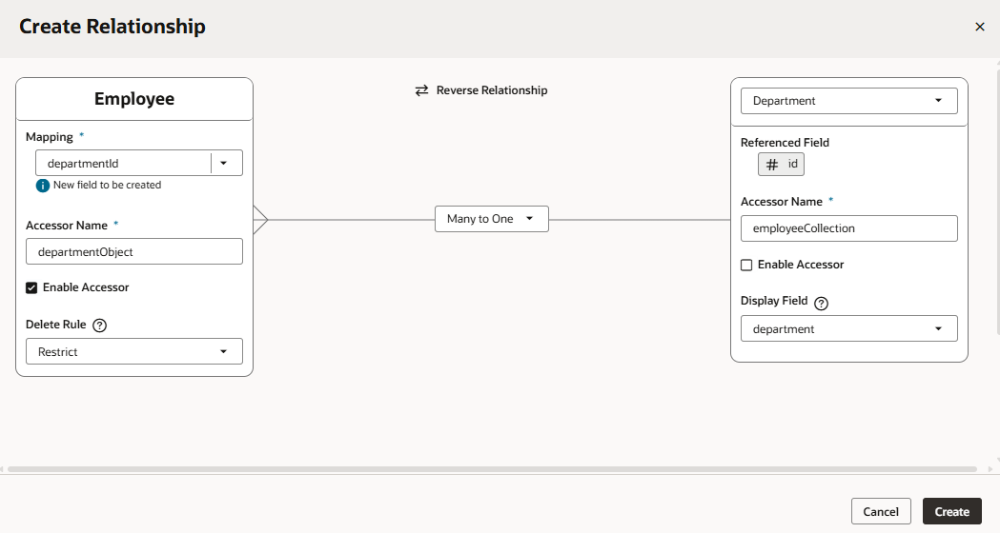 Create Relationship
Employee
Mapping *
departmentId
New field to be created
Accessor Name *
departmentObject
Enable Accessor
Delete Rule
Restrict
Reverse Relationship
Many to One
Department
Referenced Field
# id
Accessor Name *
employeeCollection
Enable Accessor
Display Field
department
Cancel
Create